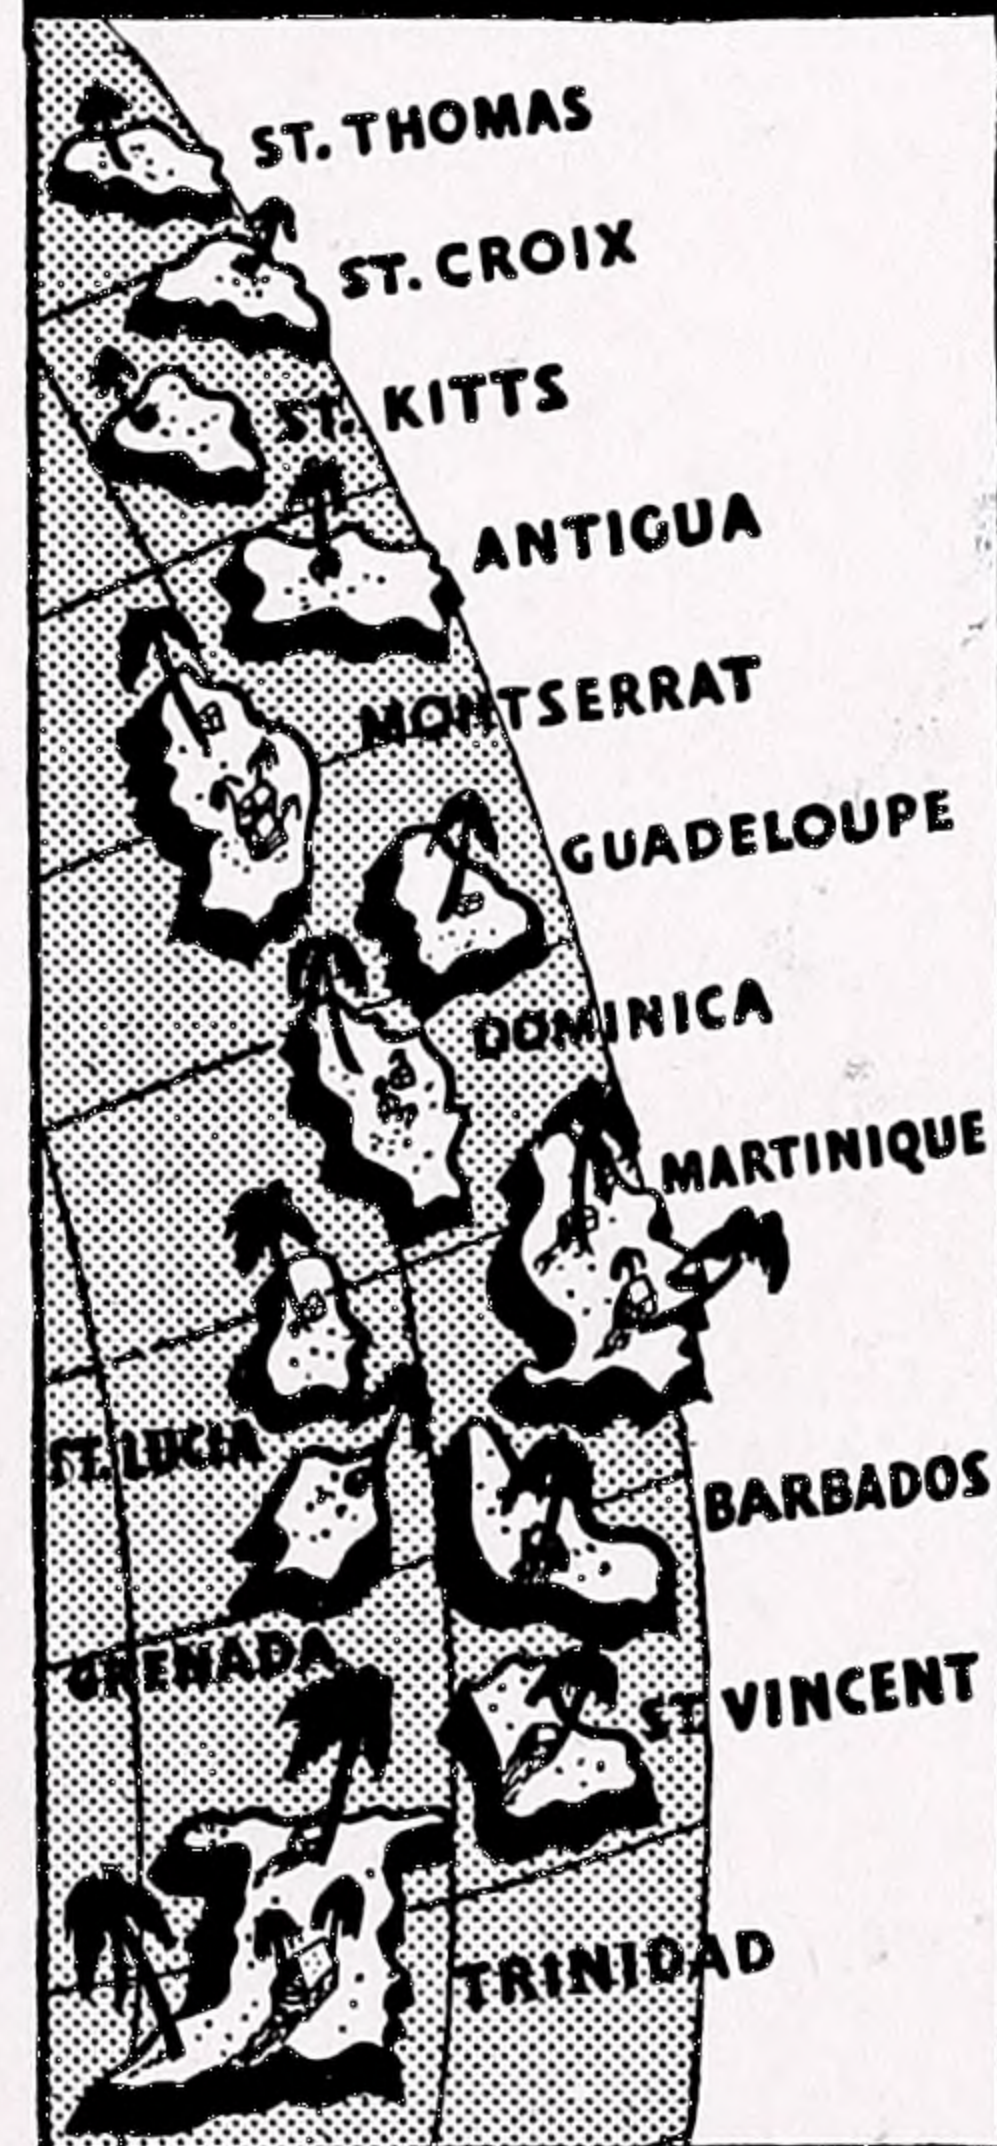 ST. THOMAS
ST. CROIX
ST. KITTS
ANTIGUA
MONTSERRAT
GUADELOUPE
DOMINICA
MARTINIQUE
ST. LUCIA
BARBADOS
GRENADA
ST. VINCENT
TRINIDAD